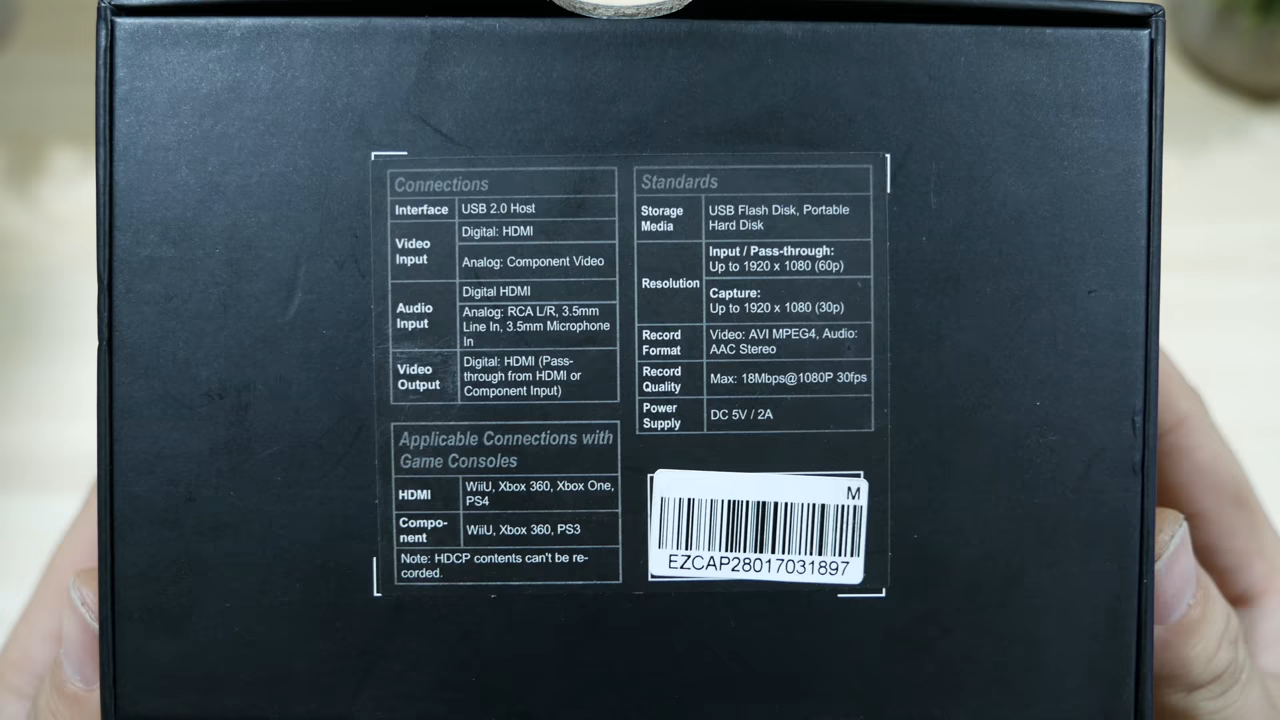 Connections
Interface USB 2.0 Host
Video Input
Digital: HDMI
Analog: Component Video
Audio Input
Digital HDMI
Analog: RCA L/R, 3.5mm
Line In, 3.5mm Microphone
In
Video Output
Digital: HDMI (Pass-
through from HDMI or
Component Input)
Applicable Connections with
Game Consoles
HDMI
WiiU, Xbox 360, Xbox One,
PS4
Compo-
nent
WiiU, Xbox 360, PS3
Note: HDCP contents can't be re-
corded.
Standards
Storage
Media
USB Flash Disk, Portable
Hard Disk
Resolution
Input / Pass-through:
Up to 1920 x 1080 (60p)
Capture:
Up to 1920 x 1080 (30p)
Record
Format
Video: AVI MPEG4, Audio:
AAC Stereo
Record
Quality
Max: 18Mbps@1080P 30fps
Power
Supply
DC 5V / 2A
M
EZCAP28017031897